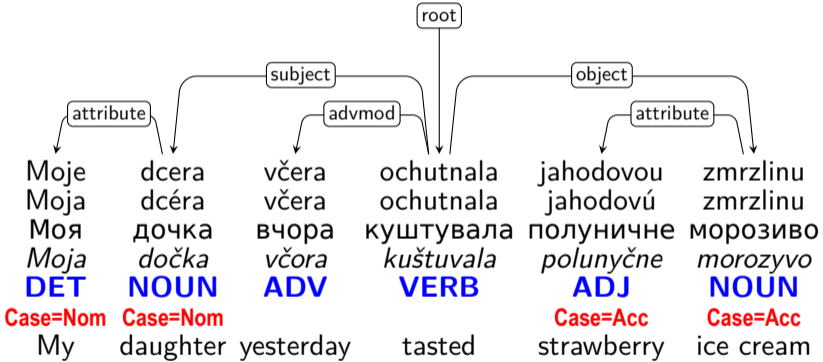 root
subject object
attribute advmod attribute
Moje dcera včera ochutnala jahodovou zmrzlinu
Moja dcéra včera ochutnala jahodovú zmrzlinu
Моя дочка вчора куштувала полуничне морозиво
Moja dočka včora kuštuvala polunyčne morozyvo
DET NOUN ADV VERB ADJ NOUN
Case=Nom Case=Nom Case=Acc Case=Acc
My daughter yesterday tasted strawberry ice cream